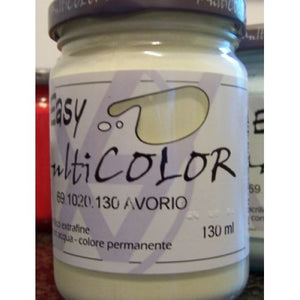 Easy
ultiCOLOR
69.1020.130 AVORIO
extrafine
acqua - colore permanente
130 ml